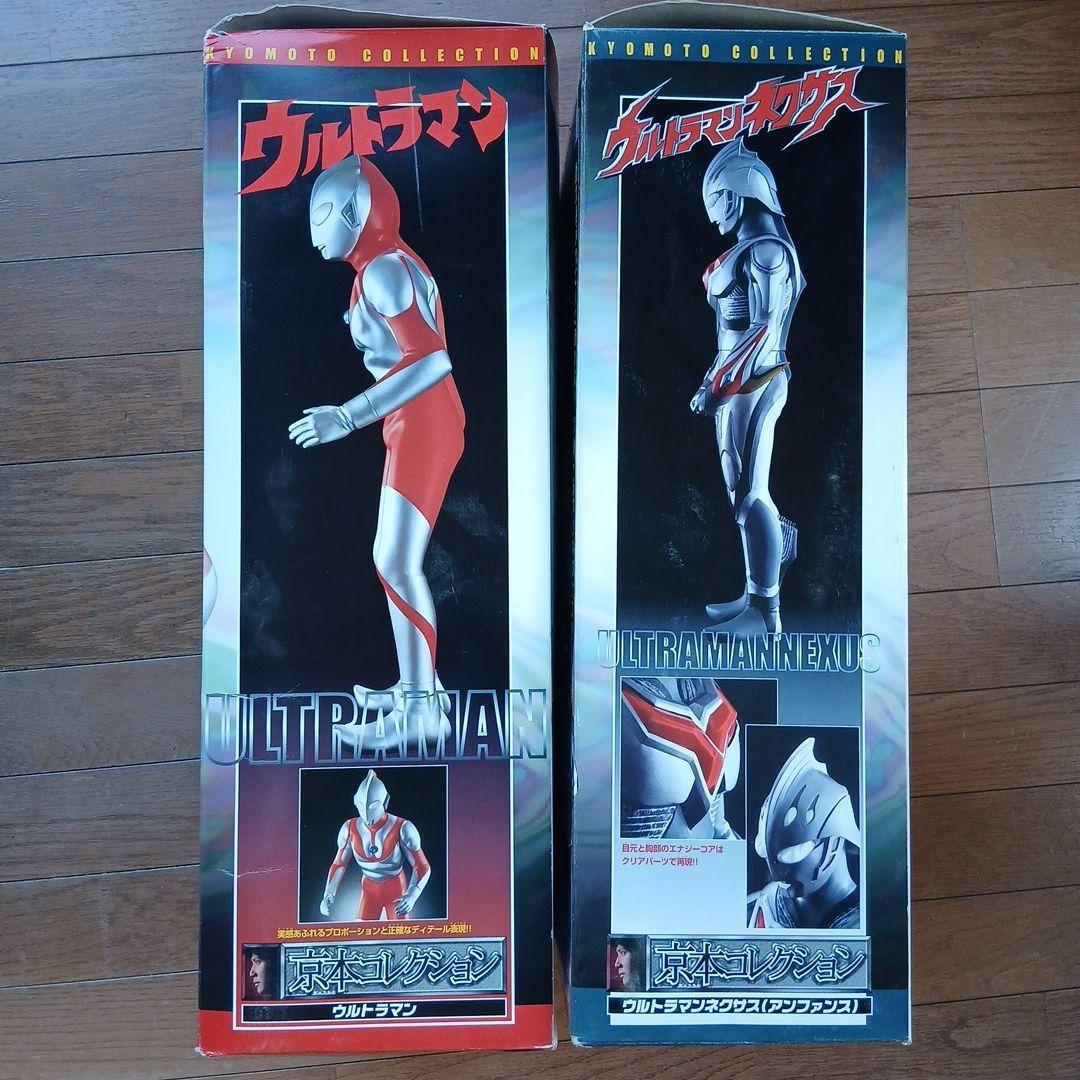 KYOMOTO COLLECTION
ウルトラマン
ULTRAMAN
実感あふれるプロポーションと正確なディテール表現!!
京本コレクション
ウルトラマン
KYOMOTO COLLECTION
ウルトラマンネクサス
ULTRAMANNEXUS
目元と胸部のエナジーコアは
クリアパーツで再現!!
京本コレクション
ウルトラマンネクサス(アンファンス)